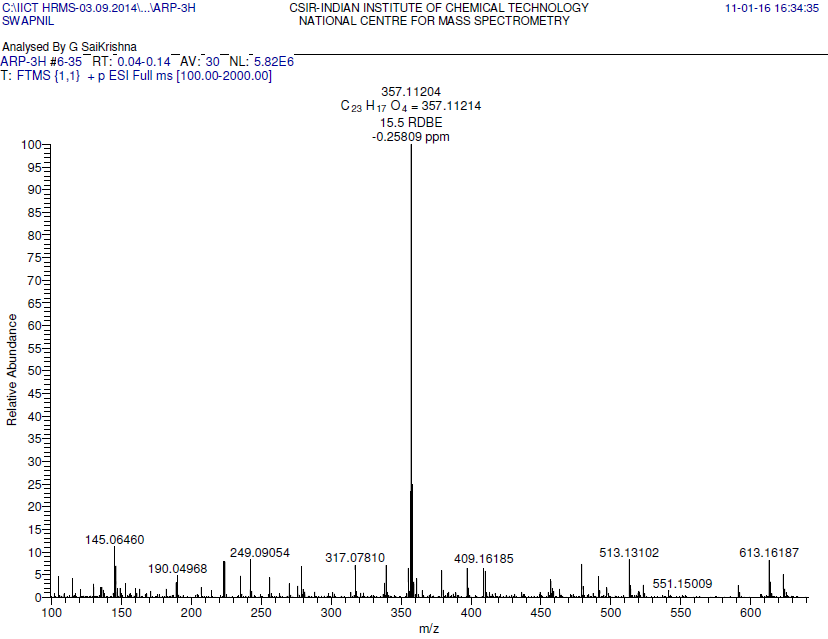 C:\IICT HRMS-03.09.2014\...\ARP-3H CSIR-INDIAN INSTITUTE OF CHEMICAL TECHNOLOGY 11-01-16 16:34:35
SWAPNIL NATIONAL CENTRE FOR MASS SPECTROMETRY
Analysed By G SaiKrishna
ARP-3H #6-35 RT: 0.04-0.14 AV: 30 NL: 5.82E6
T: FTMS {1,1} + p ESI Full ms [100.00-2000.00]
357.11204
C23 H17 O4 = 357.11214
15.5 RDBE
-0.25809 ppm
100
95
90
85
80
75
70
65
60
55
50
45
40
35
30
25
20
15
10
5
0
Relative Abundance
145.06460
190.04968
249.09054
317.07810
409.16185
513.13102
551.15009
613.16187
100 150 200 250 300 350 400 450 500 550 600
m/z